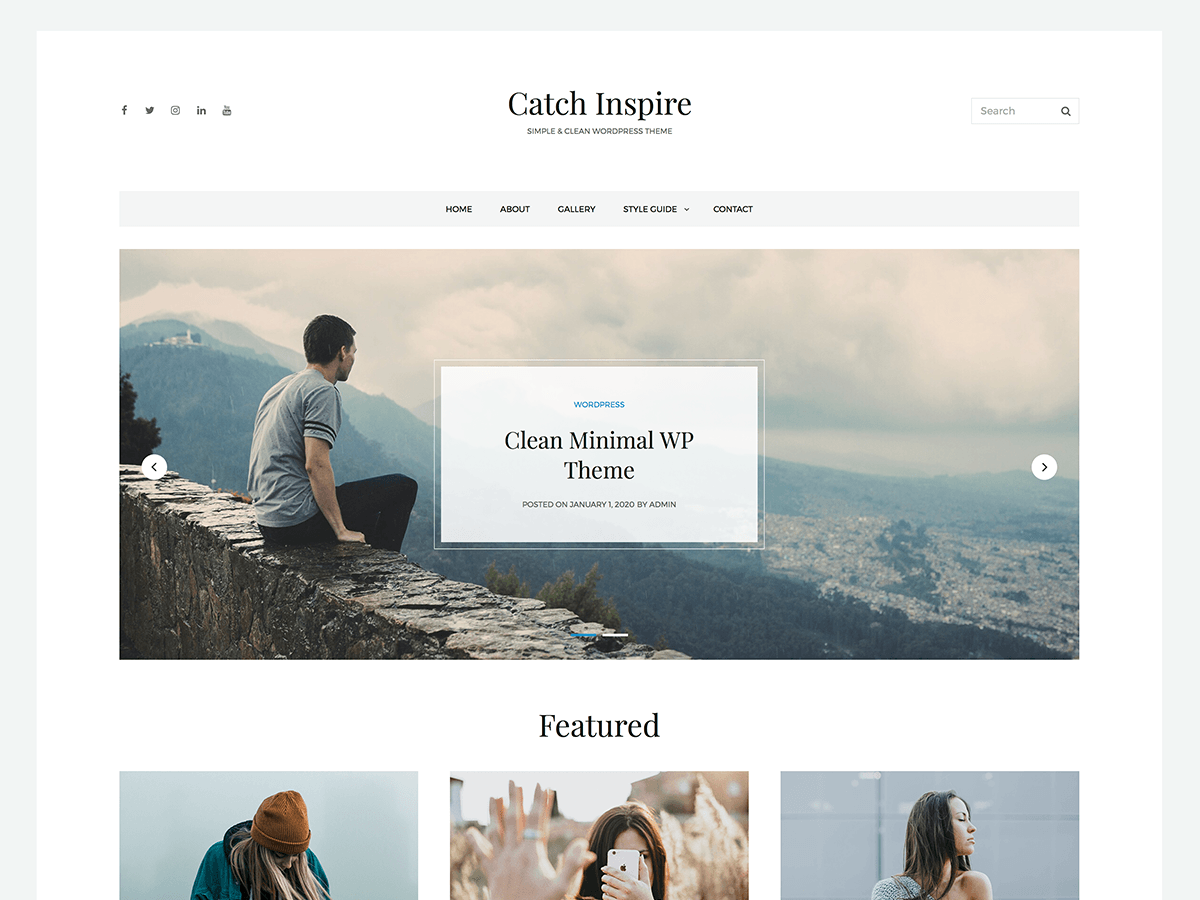 Catch Inspire
SIMPLE & CLEAN WORDPRESS THEME
Search
HOME ABOUT GALLERY STYLE GUIDE CONTACT
WORDPRESS
Clean Minimal WP
Theme
POSTED ON JANUARY 1, 2020 BY ADMIN
Featured